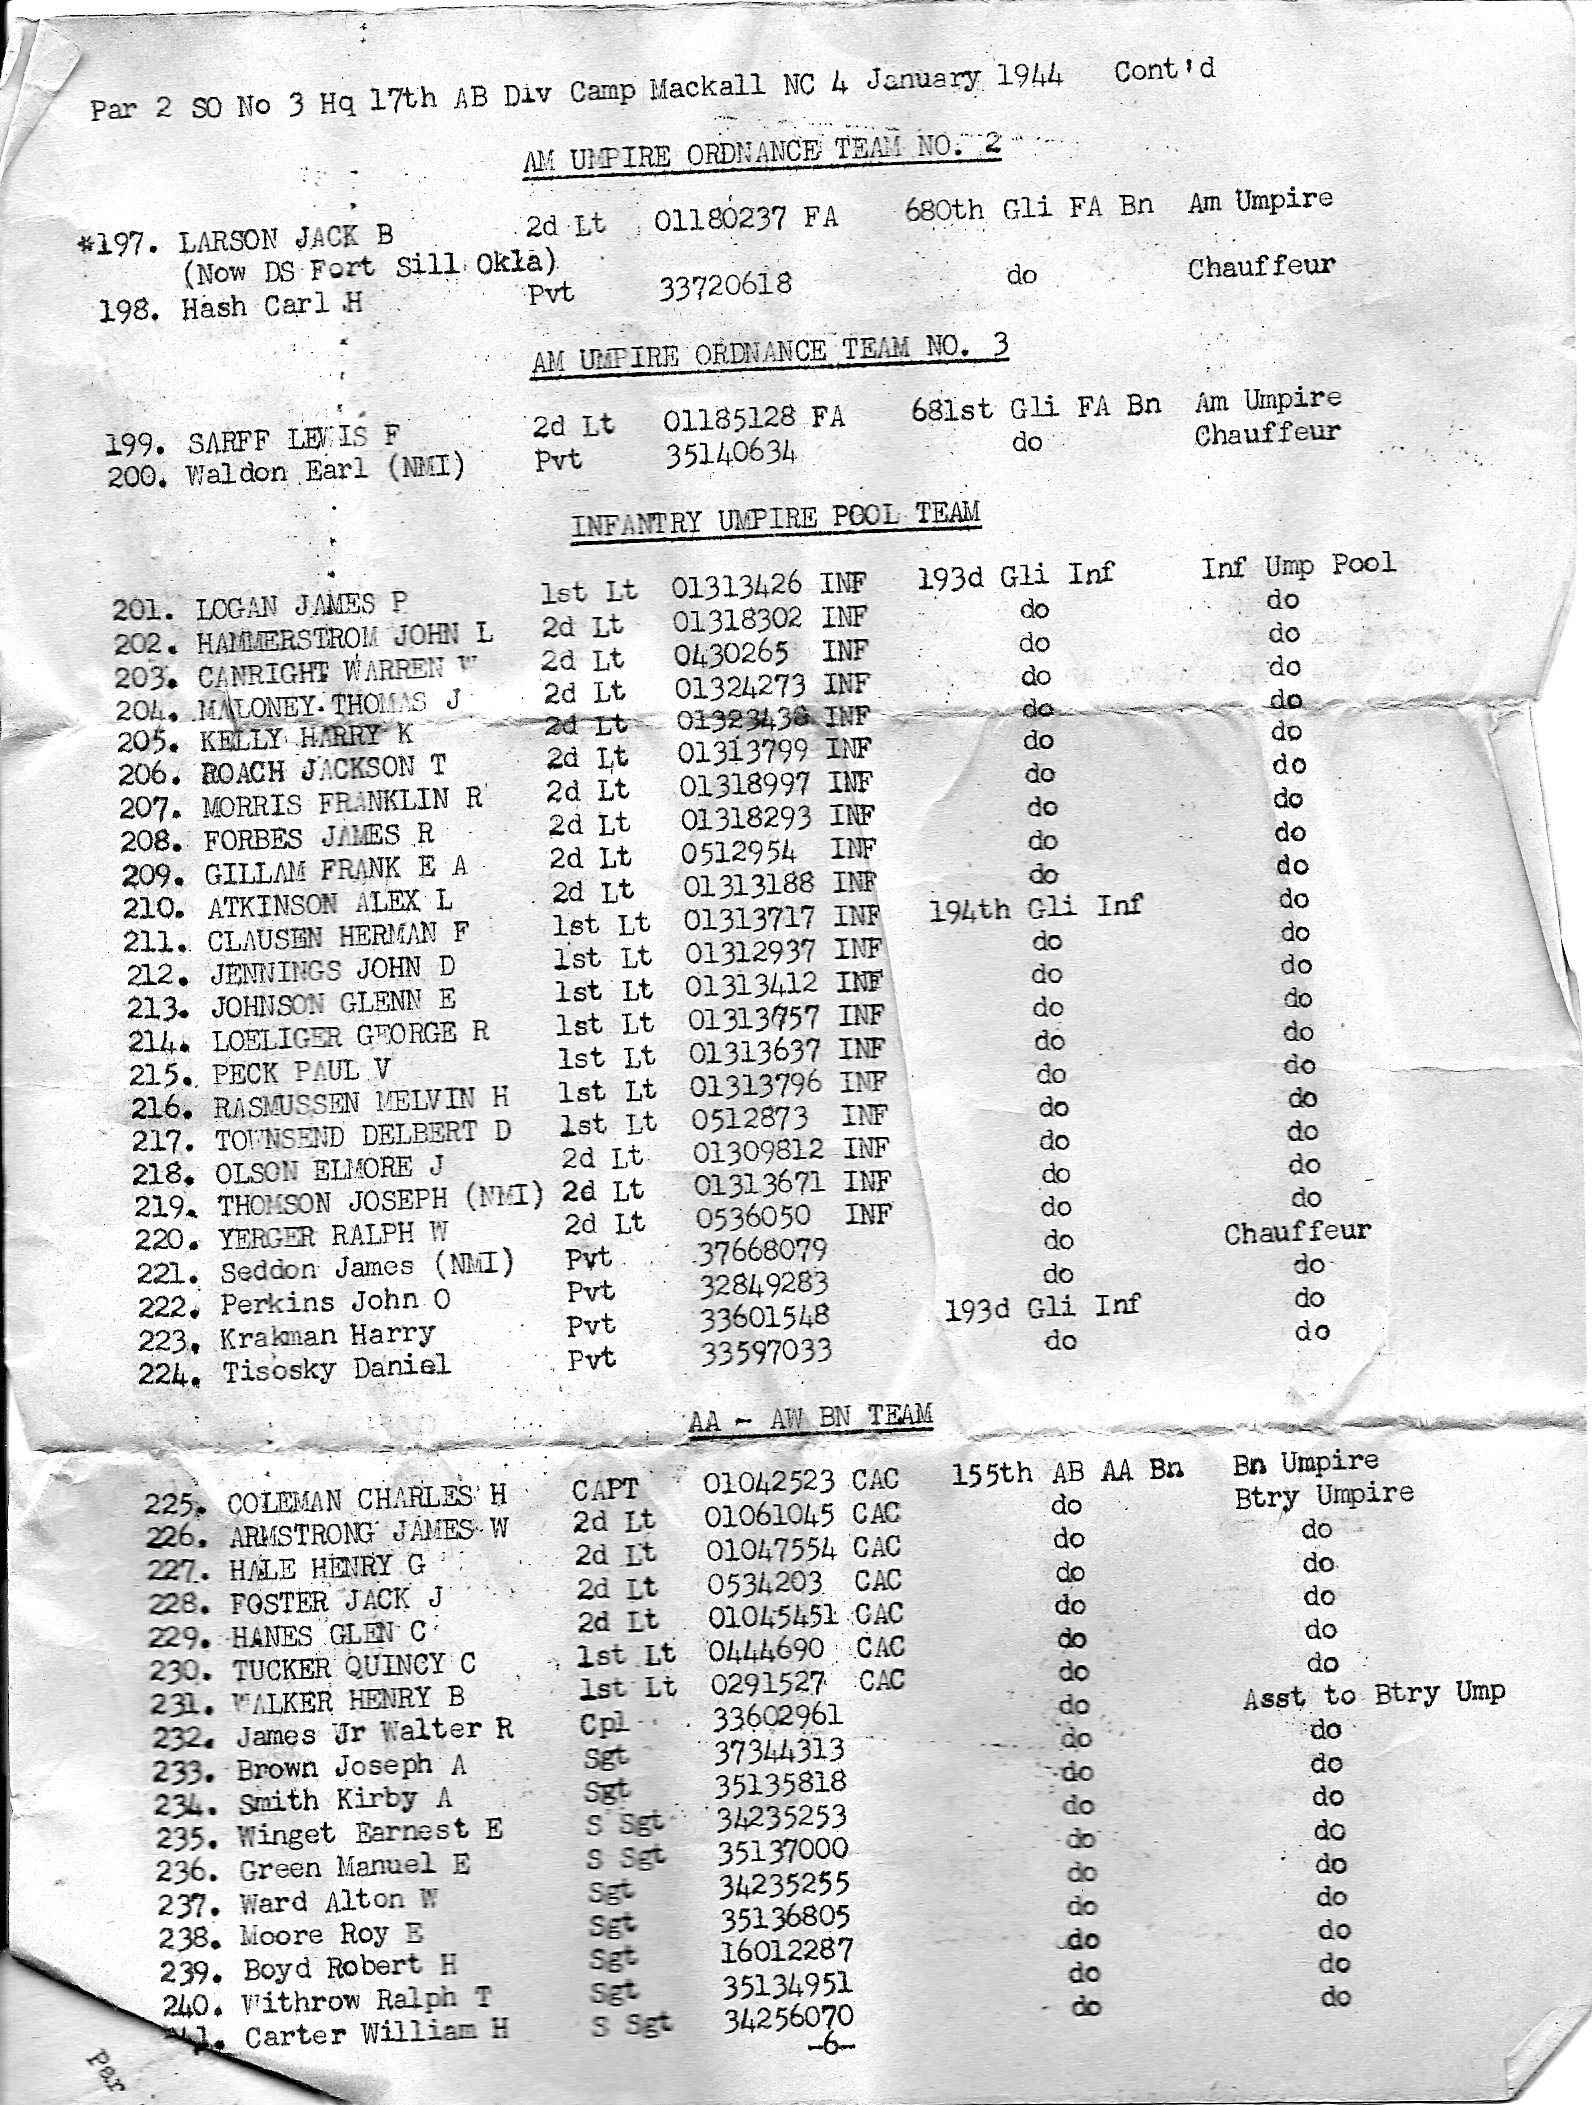 Par 2 SO No 3 Hq 17th AB Div Camp Mackall NC 4 January 1944 Cont'd
AM UMPIRE ORDNANCE TEAM NO. 2
*197. LARSON JACK B 2d Lt 01180237 FA 680th Gli FA Bn Am Umpire
(Now DS Fort Sill Okla)
198. Hash Carl H Pvt 33720618 do Chauffeur
AM UMPIRE ORDNANCE TEAM NO. 3
199. SARFF LEWIS F 2d Lt 01185128 FA 681st Gli FA Bn Am Umpire
200. Waldon Earl (NMI) Pvt 35140634 do Chauffeur
INFANTRY UMPIRE POOL TEAM
201. LOGAN JAMES P 1st Lt 01313426 INF 193d Gli Inf Inf Ump Pool
202. HAMMERSTROM JOHN L 2d Lt 01318302 INF do do
203. CANRIGHT WARREN W 2d Lt 0430265 INF do do
204. MALONEY THOMAS J 2d Lt 01324273 INF do do
205. KELLY HARRY K 2d Lt 01323438 INF do do
206. ROACH JACKSON T 2d Lt 01313799 INF do do
207. MORRIS FRANKLIN R 2d Lt 01318997 INF do do
208. FORBES JAMES R 2d Lt 01318293 INF do do
209. GILLAM FRANK E A 2d Lt 0512954 INF do do
210. ATKINSON ALEX L 2d Lt 01313188 INF do do
211. CLAUSEN HERMAN F 1st Lt 01313717 INF 194th Gli Inf do
212. JENNINGS JOHN D 1st Lt 01312937 INF do do
213. JOHNSON GLENN E 1st Lt 01313412 INF do do
214. LOELIGER GEORGE R 1st Lt 01313757 INF do do
215. PECK PAUL V 1st Lt 01313637 INF do do
216. RASMUSSEN MELVIN H 1st Lt 01313796 INF do do
217. TOWNSEND DELBERT D 1st Lt 0512873 INF do do
218. OLSON ELMORE J 2d Lt 01309812 INF do do
219. THOMSON JOSEPH (NMI) 2d Lt 01313671 INF do do
220. YERGER RALPH W 2d Lt 0536050 INF do do
221. Seddon James (NMI) Pvt 37668079 do Chauffeur
222. Perkins John O Pvt 32849283 do do
223. Krakman Harry Pvt 33601548 193d Gli Inf do
224. Tisosky Daniel Pvt 33597033 do do
AA - AW BN TEAM
225. COLEMAN CHARLES H CAPT 01042523 CAC 155th AB AA Bn Bn Umpire
226. ARMSTRONG JAMES W 2d Lt 01061045 CAC do Btry Umpire
227. HALE HENRY G 2d Lt 01047554 CAC do do
228. FOSTER JACK J 2d Lt 0534203 CAC do do
229. HANES GLEN C 2d Lt 01045451 CAC do do
230. TUCKER QUINCY C 1st Lt 0444690 CAC do do
231. WALKER HENRY B 1st Lt 0291527 CAC do do
232. James Jr Walter R Cpl 33602961 do Asst to Btry Ump
233. Brown Joseph A Sgt 37344313 do do
234. Smith Kirby A Sgt 35135818 do do
235. Winget Earnest E S Sgt 34235253 do do
236. Green Manuel E S Sgt 35137000 do do
237. Ward Alton W Sgt 34235255 do do
238. Moore Roy E Sgt 35136805 do do
239. Boyd Robert H Sgt 16012287 do do
240. Withrow Ralph T Sgt 35134951 do do
241. Carter William H S Sgt 34256070 do do
-6-
Par